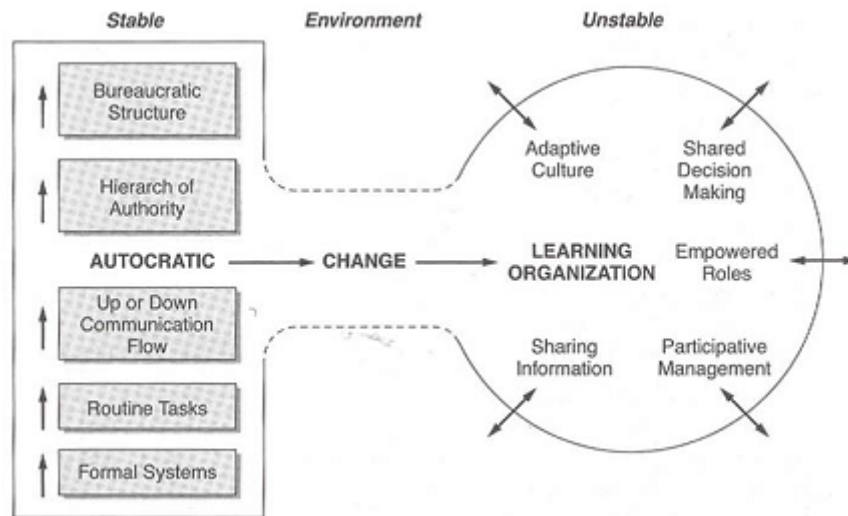 Stable Environment Unstable
Bureaucratic
Structure
Hierarch of
Authority
AUTOCRATIC
Up or Down
Communication
Flow
Routine Tasks
Formal Systems
CHANGE
Adaptive
Culture
Shared
Decision
Making
LEARNING
ORGANIZATION
Empowered
Roles
Sharing
Information
Participative
Management